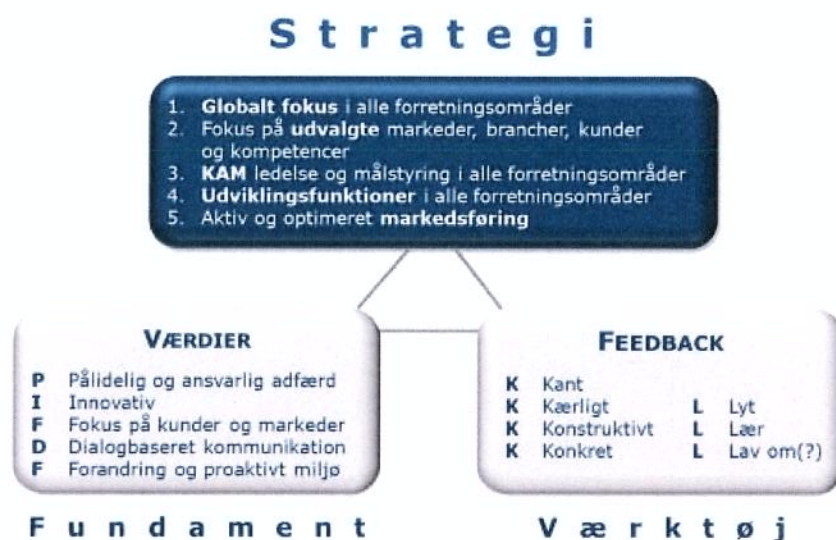 Strategi
1. Globalt fokus i alle forretningsområder
2. Fokus på udvalgte markeder, brancher, kunder
og kompetencer
3. KAM ledelse og målstyring i alle forretningsområder
4. Udviklingsfunktioner i alle forretningsområder
5. Aktiv og optimeret markedsføring
VÆRDIER
P Pålidelig og ansvarlig adfærd
I Innovativ
F Fokus på kunder og markeder
D Dialogbaseret kommunikation
F Forandring og proaktivt miljø
FEEDBACK
K Kant
K Kærligt L Lyt
K Konstruktivt L Lær
K Konkret L Lav om(?)
Fundament
Værktøj